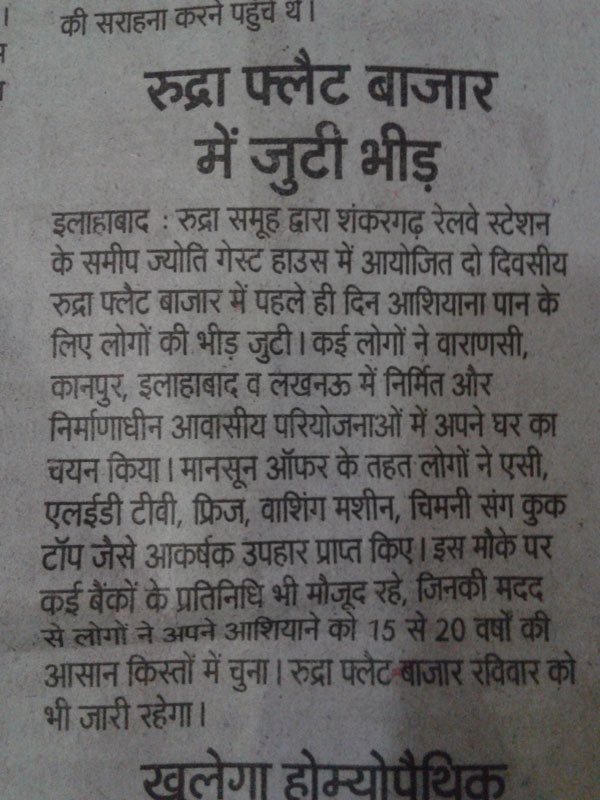 की सराहना करने पहुंचे थे।
रुद्रा फ्लैट बाजार
में जुटी भीड़
इलाहाबाद : रुद्रा समूह द्वारा शंकरगढ़ रेलवे स्टेशन
के समीप ज्योति गेस्ट हाउस में आयोजित दो दिवसीय
रुद्रा फ्लैट बाजार में पहले ही दिन आशियाना पान के
लिए लोगों की भीड़ जुटी। कई लोगों ने वाराणसी,
कानपुर, इलाहाबाद व लखनऊ में निर्मित और
निर्माणाधीन आवासीय परियोजनाओं में अपने घर का
चयन किया। मानसून ऑफर के तहत लोगों ने एसी,
एलईडी टीवी, फ्रिज, वाशिंग मशीन, चिमनी संग कुक
टॉप जैसे आकर्षक उपहार प्राप्त किए। इस मौके पर
कई बैंकों के प्रतिनिधि भी मौजूद रहे, जिनकी मदद
से लोगों ने अपने आशियाने को 15 से 20 वर्षों की
आसान किस्तों में चुना। रुद्रा फ्लैट बाजार रविवार को
भी जारी रहेगा।
खुलेगा होम्योपैथिक